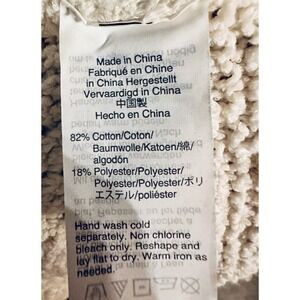 Made in China
Fabriqué en Chine
in China Hergestellt
Vervaardigd in China
中国製
Hecho en China
82% Cotton/Coton/
Baumwolle/Katoen/綿/
algodón
18% Polyester/Polyester/
Polyester/Polyester/ポリ
エステル/poliéster
Hand wash cold
separately. Non chlorine
bleach only. Reshape and
lay flat to dry. Warm iron as
needed.